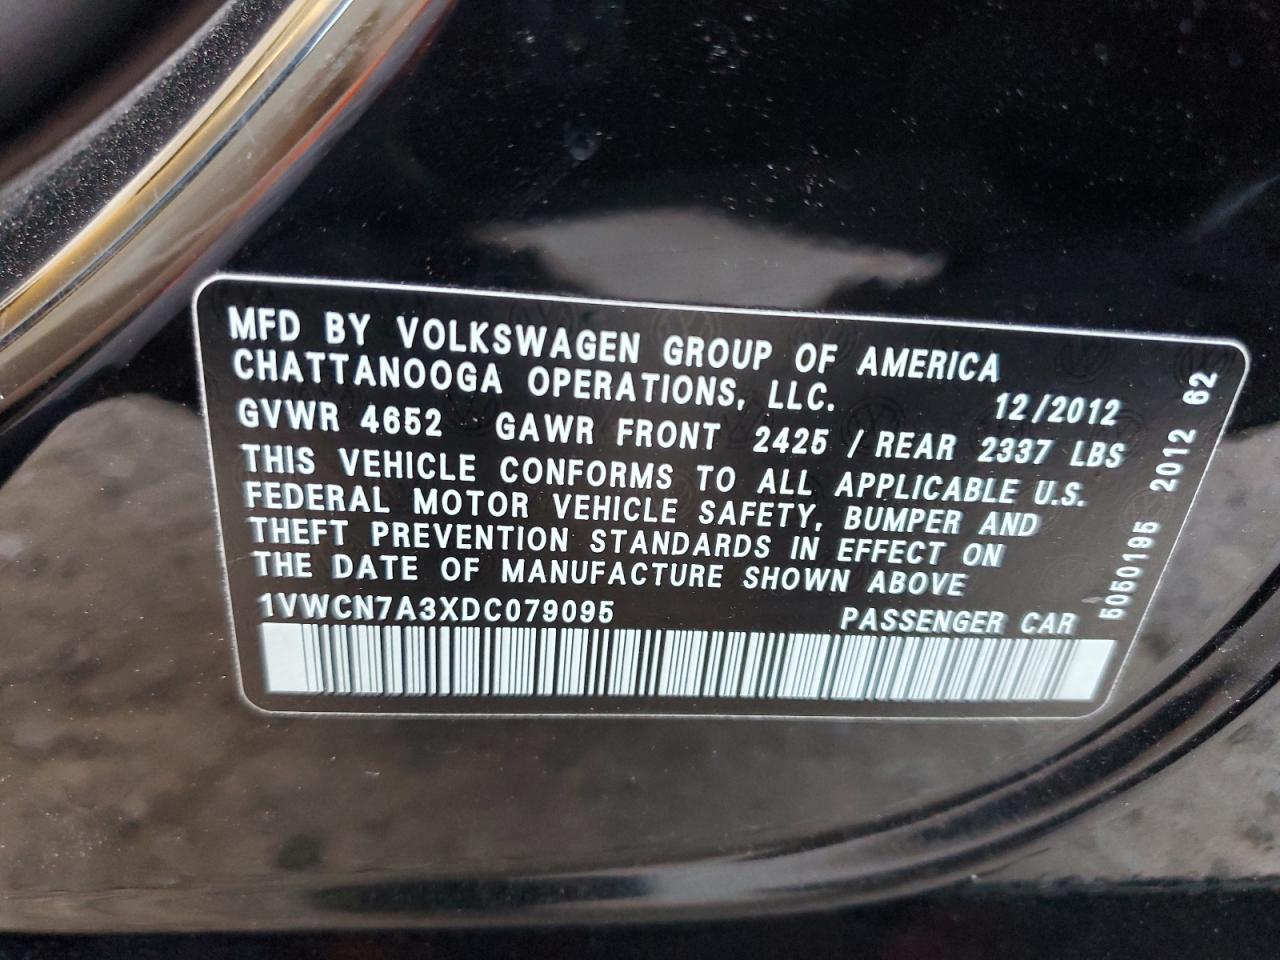 MFD BY VOLKSWAGEN GROUP OF AMERICA
CHATTANOOGA OPERATIONS, LLC. 12/2012
GVWR 4652 GAWR FRONT 2425 / REAR 2337 LBS
THIS VEHICLE CONFORMS TO ALL APPLICABLE U.S.
FEDERAL MOTOR VEHICLE SAFETY, BUMPER AND
THEFT PREVENTION STANDARDS IN EFFECT ON
THE DATE OF MANUFACTURE SHOWN ABOVE
1VWCN7A3XDC079095 PASSENGER CAR
5050195 2012 62